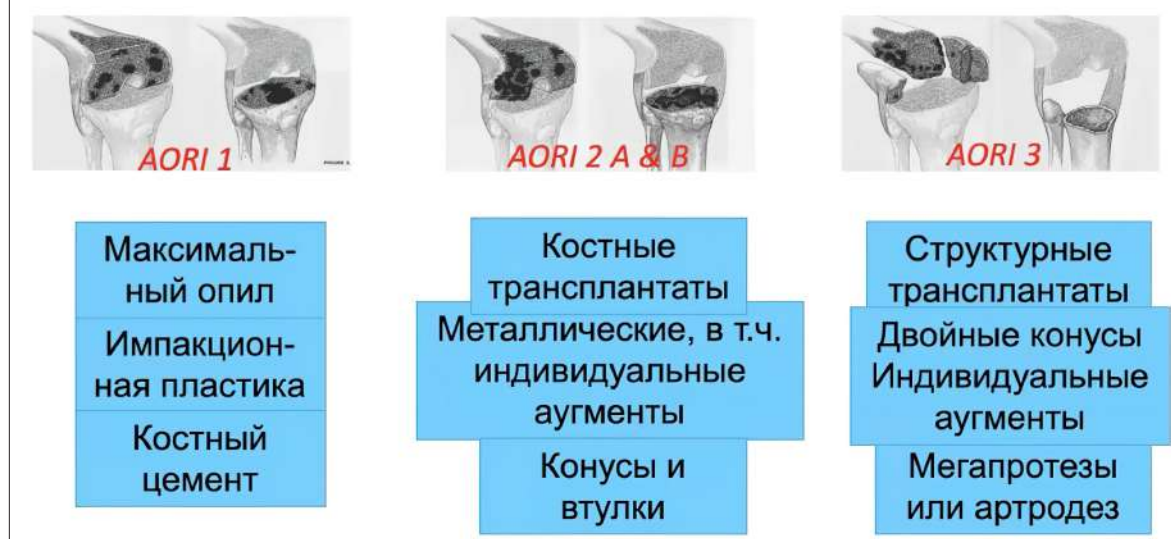 AORI 1
AORI 2 A & B
AORI 3
Максималь-
ный опил
Импакцион-
ная пластика
Костный
цемент
Костные
трансплантаты
Металлические, в т.ч.
индивидуальные
аугменты
Конусы и
втулки
Структурные
трансплантаты
Двойные конусы
Индивидуальные
аугменты
Мегапротезы
или артродез